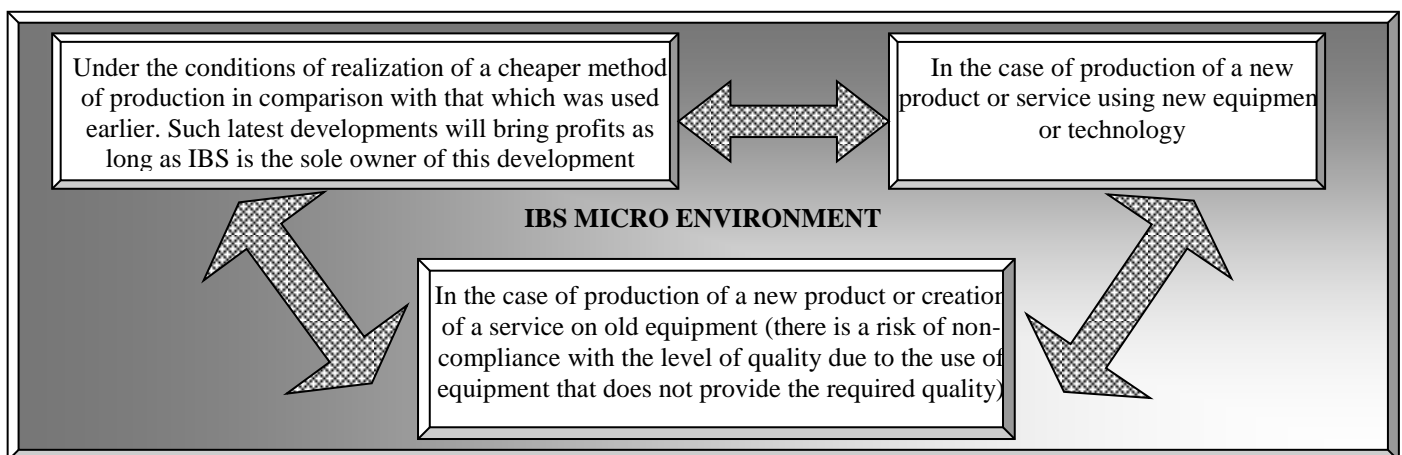 Under the conditions of realization of a cheaper method
of production in comparison with that which was used
earlier. Such latest developments will bring profits as
long as IBS is the sole owner of this development
In the case of production of a new
product or service using new equipmen
or technology
IBS MICRO ENVIRONMENT
In the case of production of a new product or creation
of a service on old equipment (there is a risk of non-
compliance with the level of quality due to the use of
equipment that does not provide the required quality)